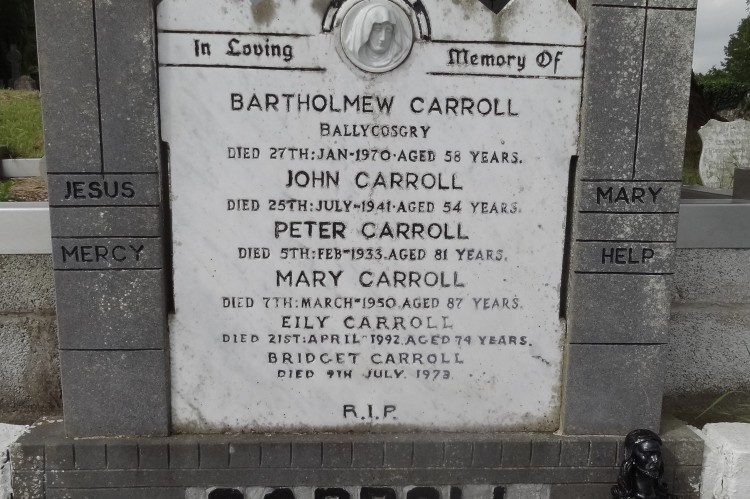 In Loving Memory Of
BARTHOLMEW CARROLL
BALLYCOSGRY
DIED 27TH: JAN-1970. AGED 58 YEARS.
JOHN CARROLL
DIED 25TH: JULY-1941. AGED 54 YEARS.
PETER CARROLL
DIED 5TH: FEB-1933. AGED 81 YEARS.
MARY CARROLL
DIED 7TH: MARCH-1950. AGED 87 YEARS.
EILY CARROLL
DIED 21ST: APRIL-1992. AGED 74 YEARS.
BRIDGET CARROLL
DIED 9TH JULY. 1973.
R.I.P.
JESUS
MERCY
MARY
HELP
CARROLL